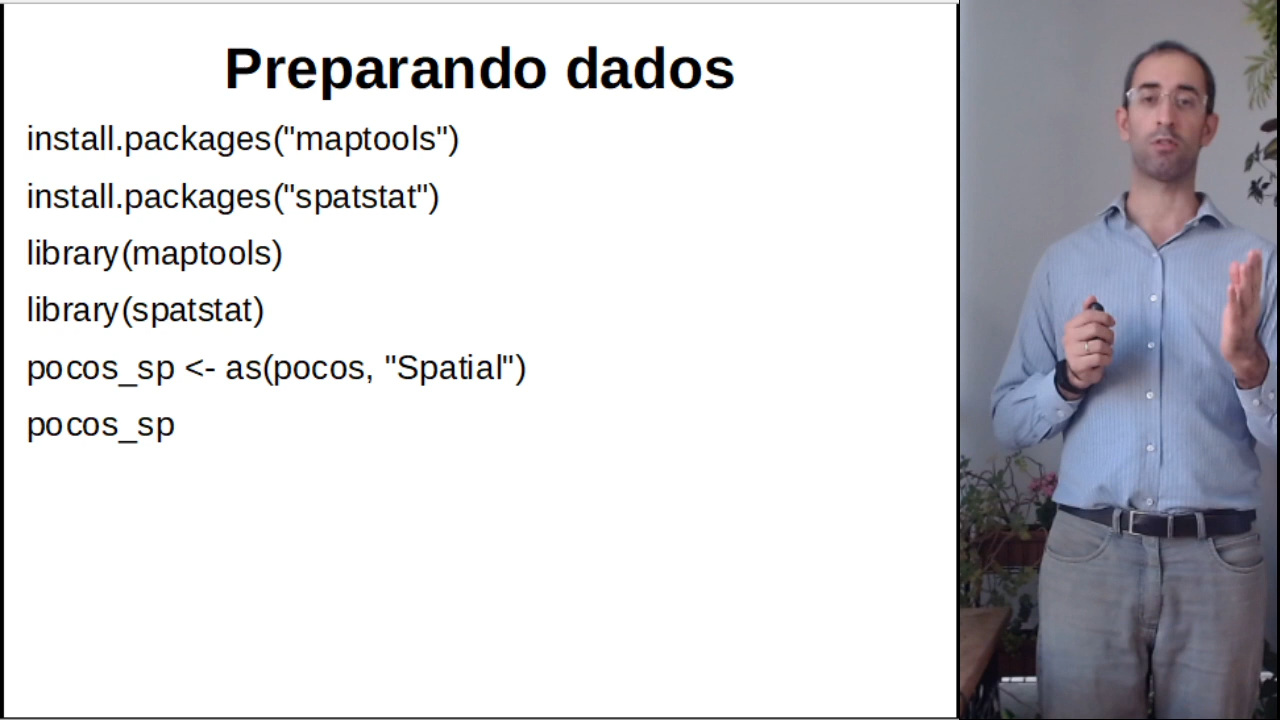 Preparando dados
install.packages("maptools")
install.packages("spatstat")
library(maptools)
library(spatstat)
pocos_sp <- as(pocos, "Spatial")
pocos_sp